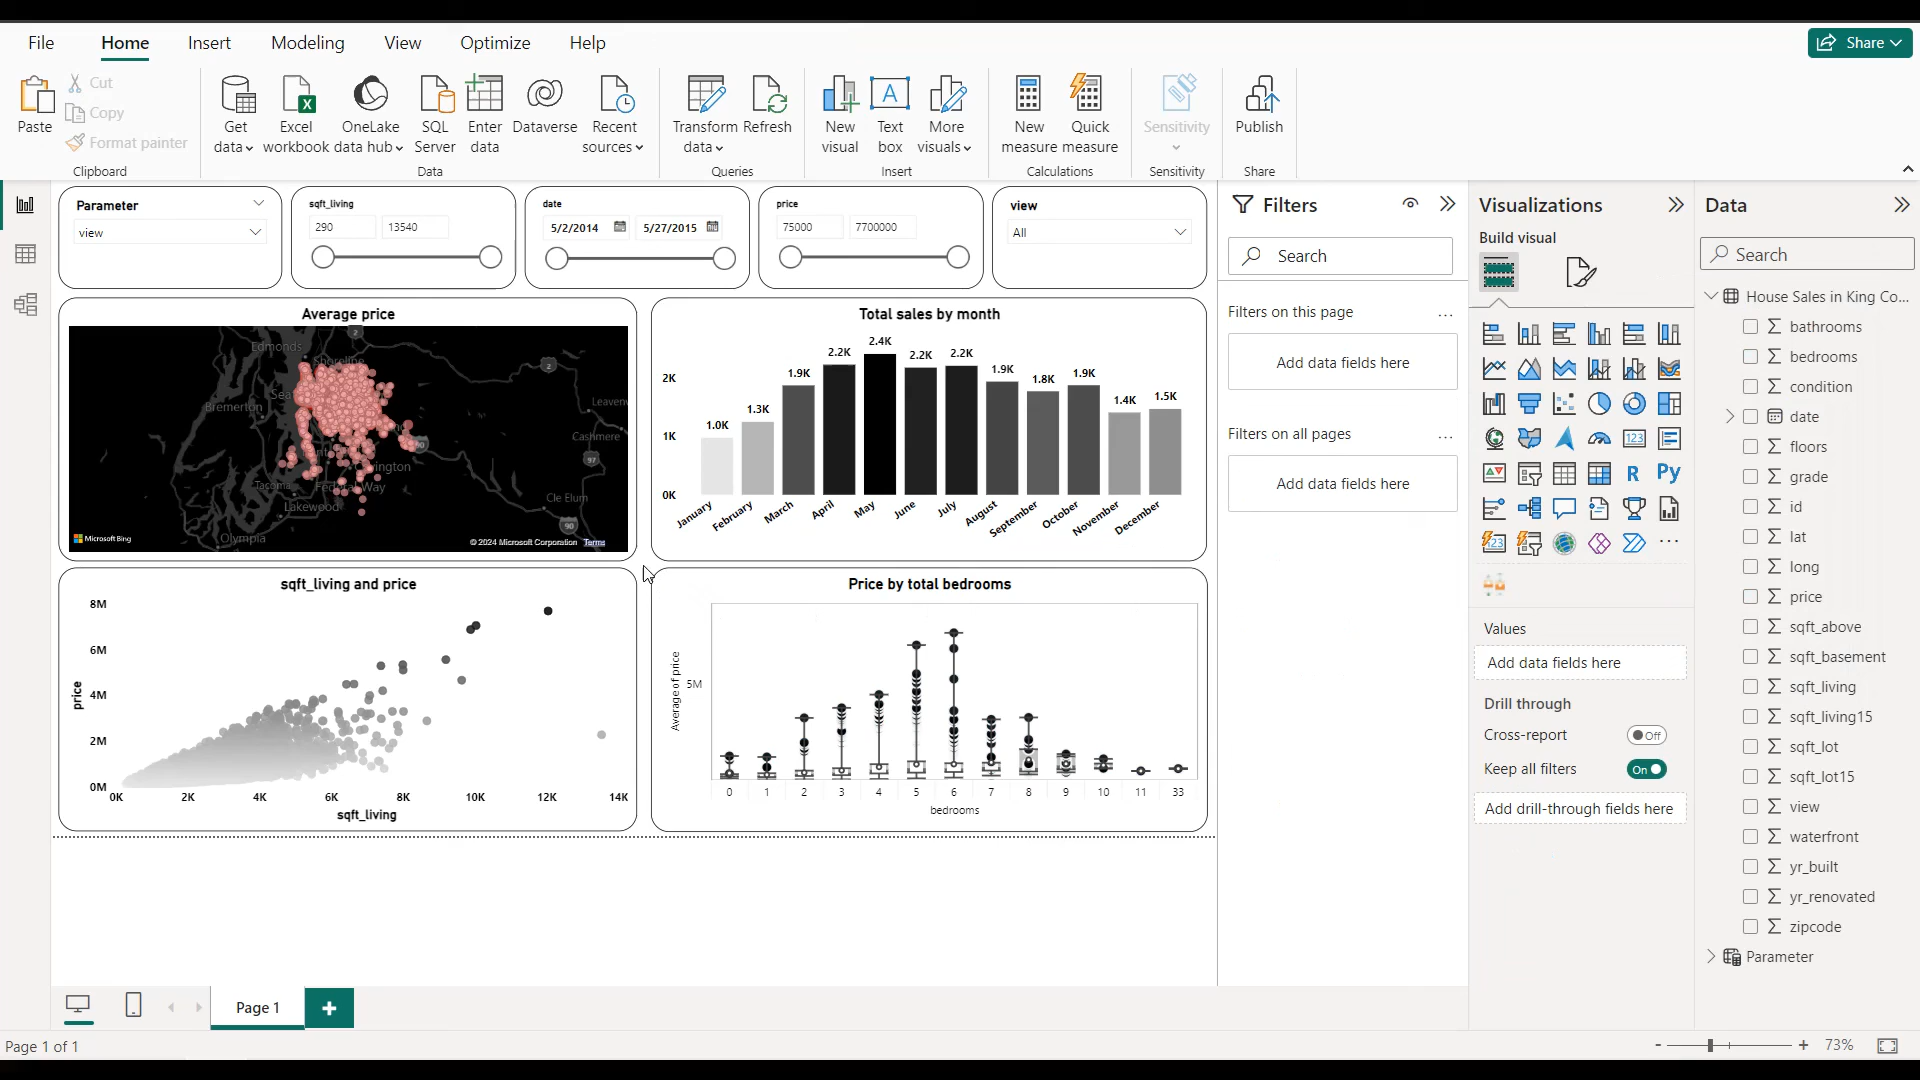 File Home Insert Modeling View Optimize Help
Share
Paste
Cut
Copy
Format painter
Clipboard
Get data
Excel workbook
OneLake data hub
SQL Server
Enter data
Dataverse
Recent sources
Data
Transform data
Refresh
Queries
New visual
Text box
More visuals
Insert
New measure
Quick measure
Calculations
Sensitivity
Sensitivity
Publish
Share
Parameter
view
sqft_living
290 13540
date
5/2/2014 5/27/2015
price
75000 7700000
view
All
Average price
2
Edmonds
Shoreline
2
Sea
Bremerton
Leavenw
90
Cashmere
97
Tacoma
Federal Way
Lakewood
Cle Elum
90
Olympia
Microsoft Bing
© 2024 Microsoft Corporation Terms
Total sales by month
2K
1K
0K
1.0K 1.3K 1.9K 2.2K 2.4K 2.2K 2.2K 1.9K 1.8K 1.9K 1.4K 1.5K
January February March April May June July August September October November December
sqft_living and price
price
8M
6M
4M
2M
0M
0K 2K 4K 6K 8K 10K 12K 14K
sqft_living
Price by total bedrooms
Average of price
5M
0 1 2 3 4 5 6 7 8 9 10 11 33
bedrooms
Filters
Search
Filters on this page ...
Add data fields here
Filters on all pages ...
Add data fields here
Visualizations
Build visual
123
R
Py
123
...
Values
Add data fields here
Drill through
Cross-report Off
Keep all filters On
Add drill-through fields here
Data
Search
House Sales in King Co...
bathrooms
bedrooms
condition
date
floors
grade
id
lat
long
price
sqft_above
sqft_basement
sqft_living
sqft_living15
sqft_lot
sqft_lot15
view
waterfront
yr_built
yr_renovated
zipcode
Parameter
Page 1
Page 1 of 1
- + 73%